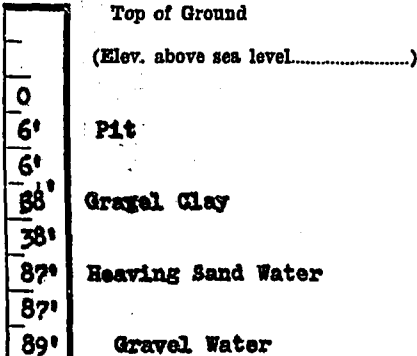 Top of Ground
(Elev. above sea level........................)
0
6' Pit
6'
38' Gravel Clay
38'
87' Heaving Sand Water
87'
89' Gravel Water